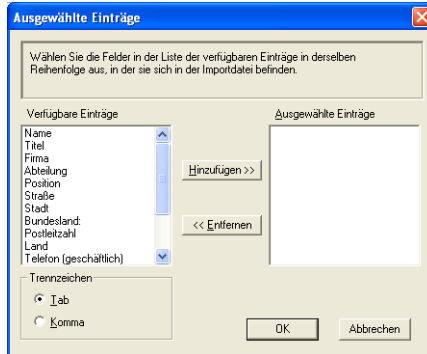 Ausgewählte Einträge
Wählen Sie die Felder in der Liste der verfügbaren Einträge in derselben
Reihenfolge aus, in der sie sich in der Importdatei befinden.
Verfügbare Einträge
Ausgewählte Einträge
Name
Titel
Firma
Abteilung
Position
Straße
Stadt
Bundesland:
Postleitzahl
Land
Telefon (geschäftlich)
Hinzufügen >>
<< Entfernen
Trennzeichen
Tab
Komma
OK
Abbrechen